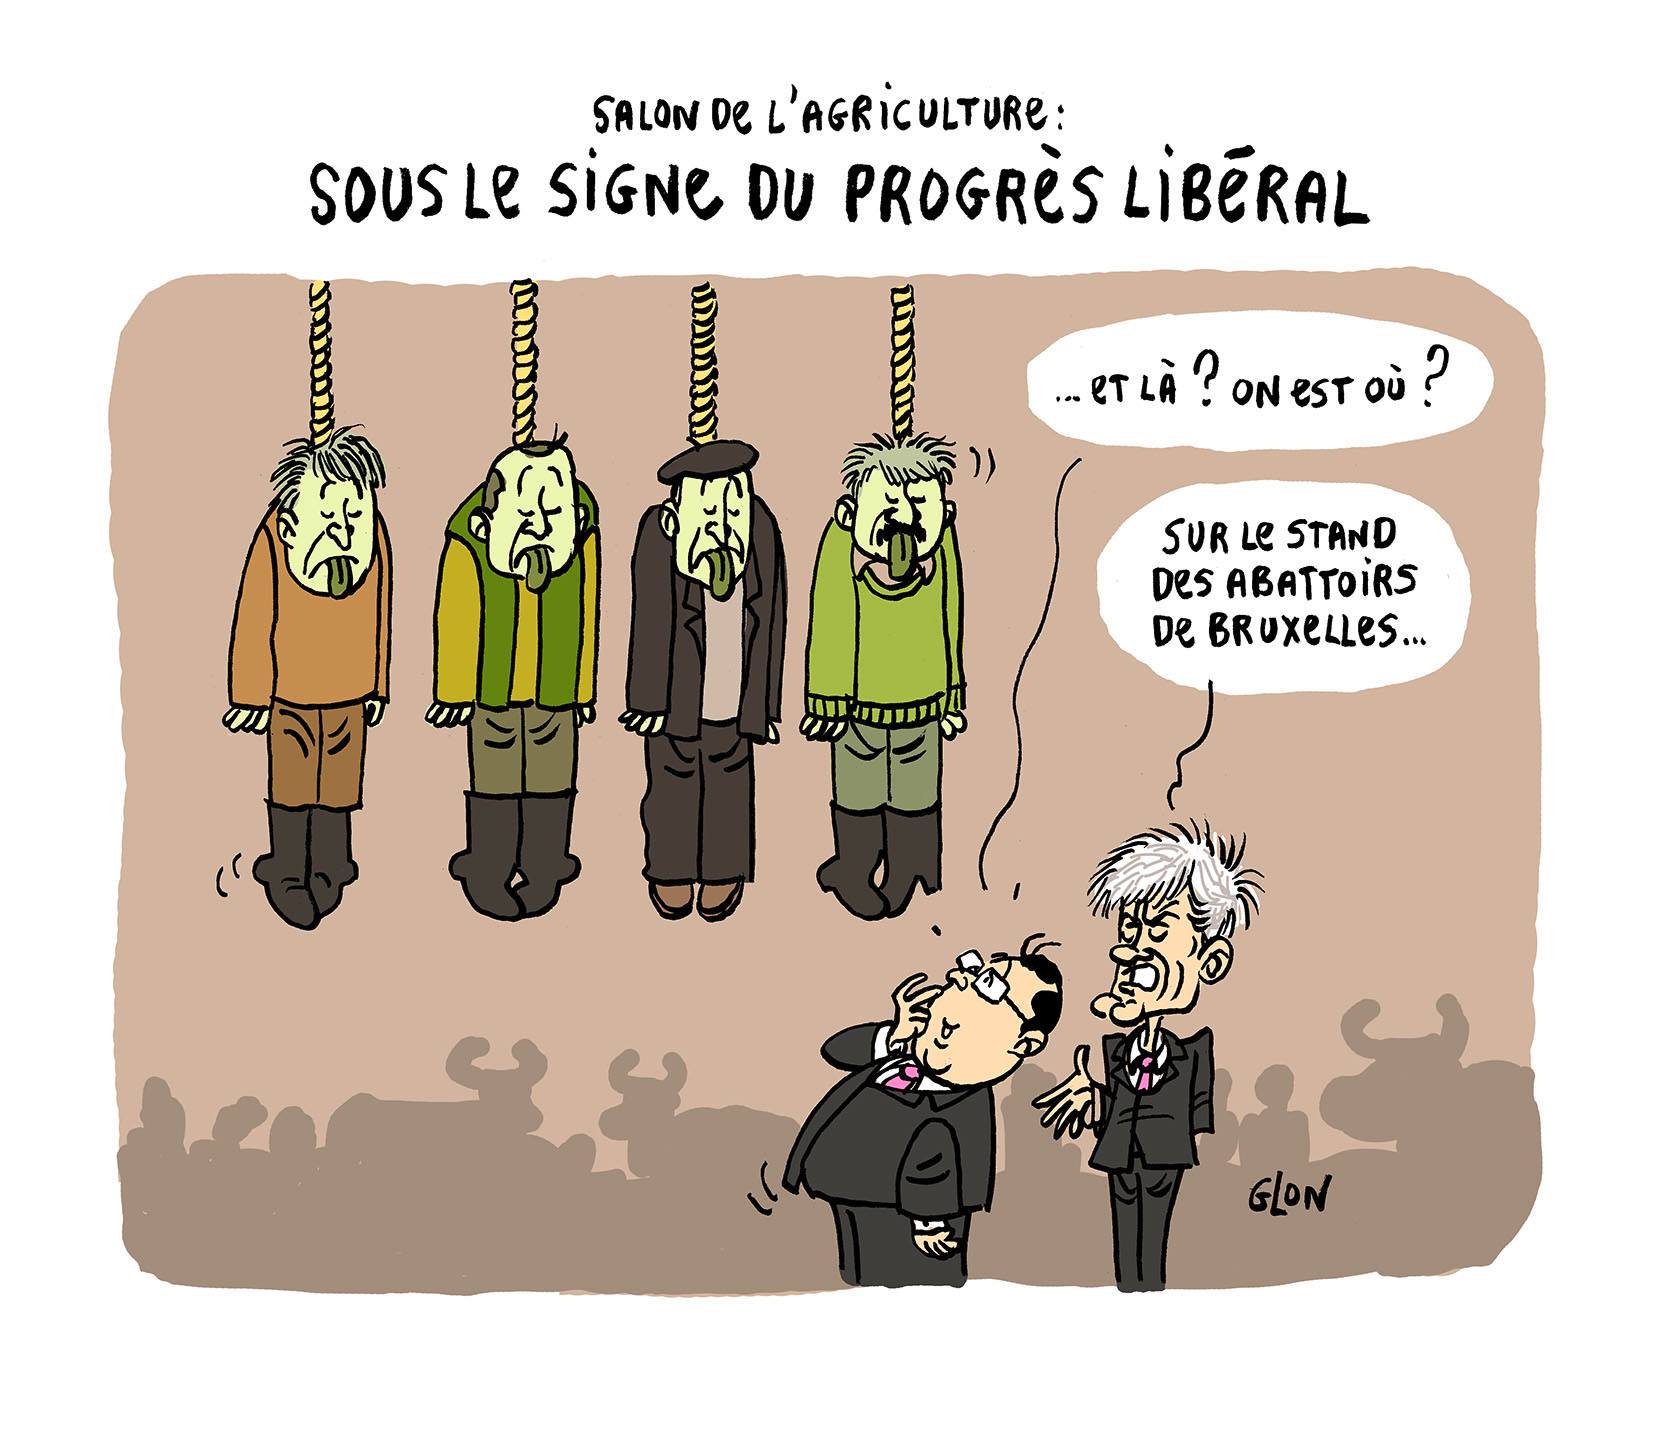 SALON DE L'AGRICULTURE :
SOUS LE SIGNE DU PROGRÈS LIBÉRAL
... ET LÀ ? ON EST OÙ ?
SUR LE STAND
DES ABATTOIRS
DE BRUXELLES...
GLON